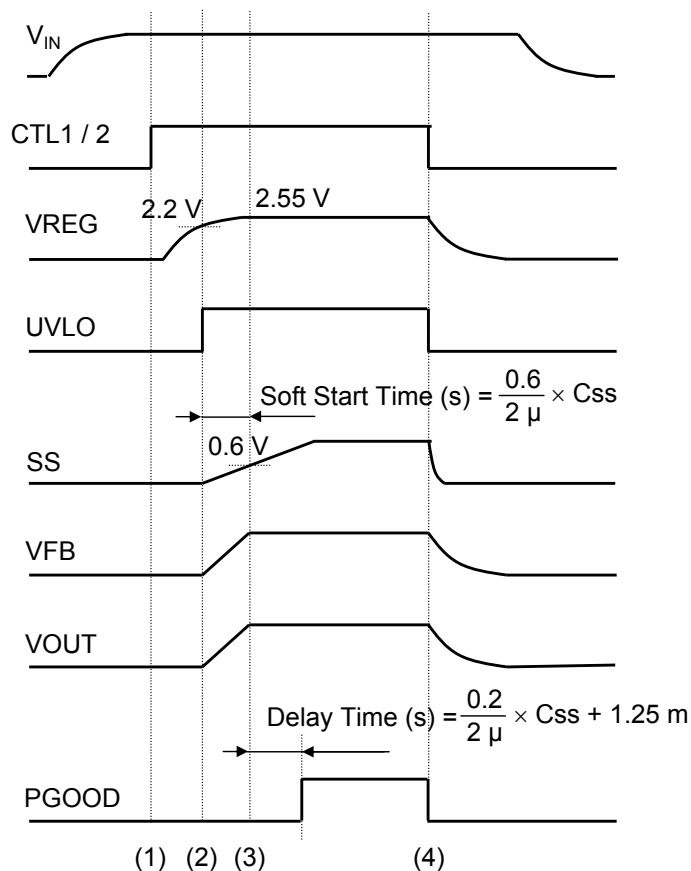 VIN
CTL1 / 2
2.2 V
2.55 V
VREG
UVLO
Soft Start Time (s) = 0.6 / 2 µ × Css
0.6 V
SS
VFB
VOUT
Delay Time (s) = 0.2 / 2 µ × Css + 1.25 m
PGOOD
(1) (2) (3) (4)